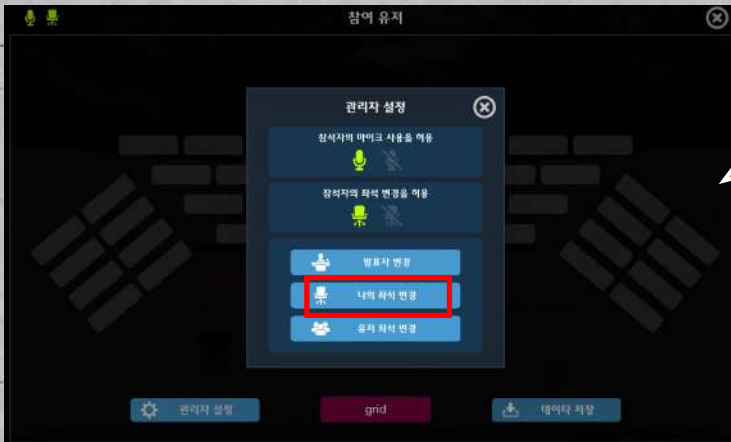 참여 유저
관리자 설정
참석자의 마이크 사용을 허용
참석자의 좌석 변경을 허용
발표자 변경
나의 좌석 변경
유저 좌석 변경
관리자 설정
grid
데이타 저장